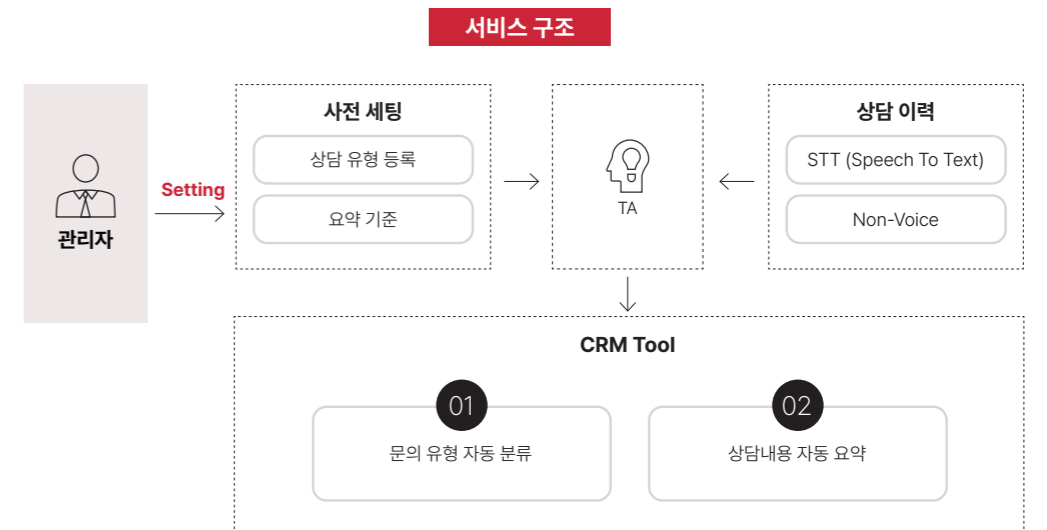 서비스 구조
관리자
Setting
사전 세팅
상담 유형 등록
요약 기준
TA
상담 이력
STT (Speech To Text)
Non-Voice
CRM Tool
01
문의 유형 자동 분류
02
상담내용 자동 요약